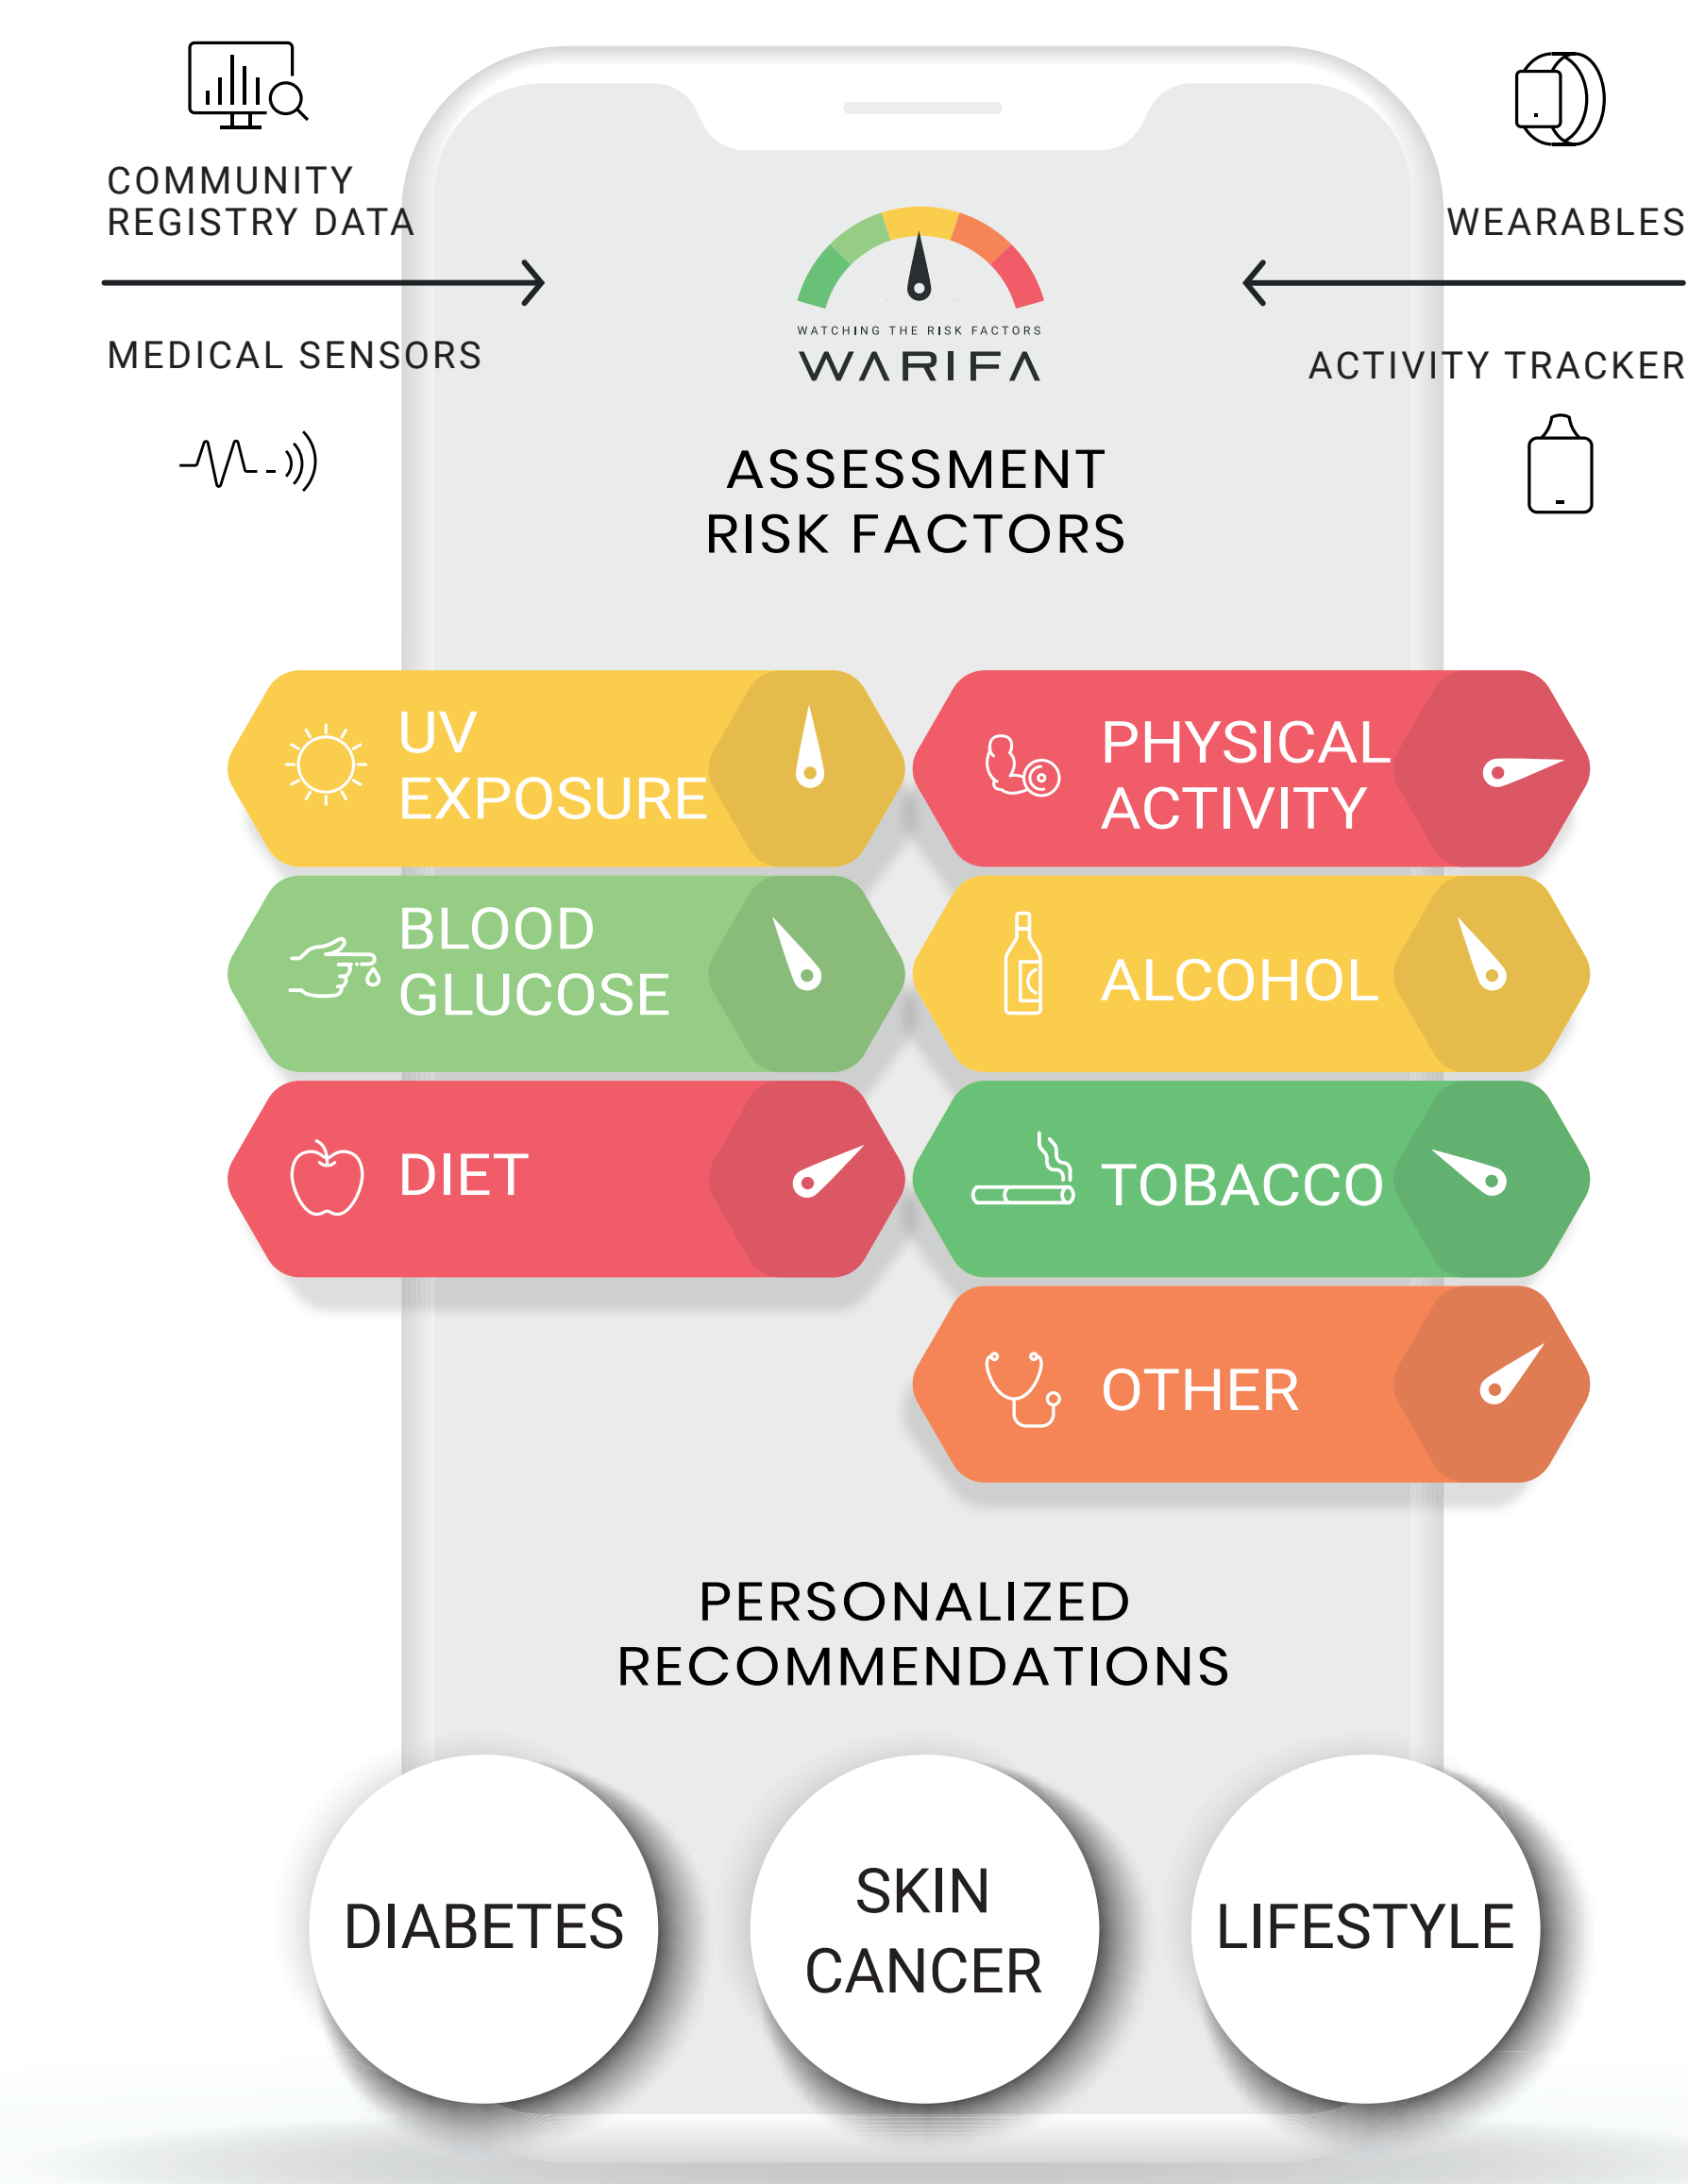 COMMUNITY
REGISTRY DATA
MEDICAL SENSORS
WEARABLES
ACTIVITY TRACKER
WATCHING THE RISK FACTORS
WARIFA
ASSESSMENT
RISK FACTORS
UV
EXPOSURE
PHYSICAL
ACTIVITY
BLOOD
GLUCOSE
ALCOHOL
DIET
TOBACCO
OTHER
PERSONALIZED
RECOMMENDATIONS
DIABETES
SKIN
CANCER
LIFESTYLE